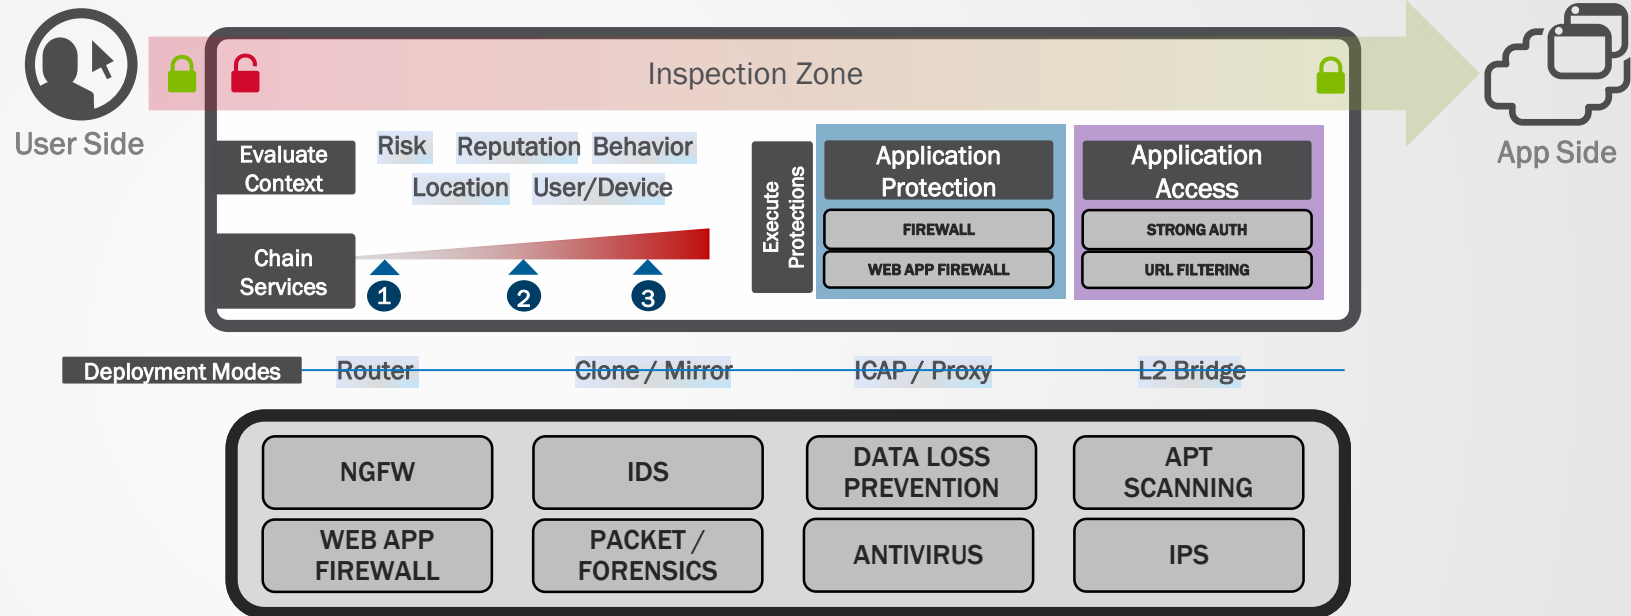 Inspection Zone
User Side
App Side
Evaluate
Context
Risk Reputation Behavior
Location User/Device
Chain
Services
1 2 3
Execute
Protections
Application
Protection
FIREWALL
WEB APP FIREWALL
Application
Access
STRONG AUTH
URL FILTERING
Deployment Modes Router Clone / Mirror ICAP / Proxy L2 Bridge
NGFW
IDS
DATA LOSS
PREVENTION
APT
SCANNING
WEB APP
FIREWALL
PACKET /
FORENSICS
ANTIVIRUS
IPS